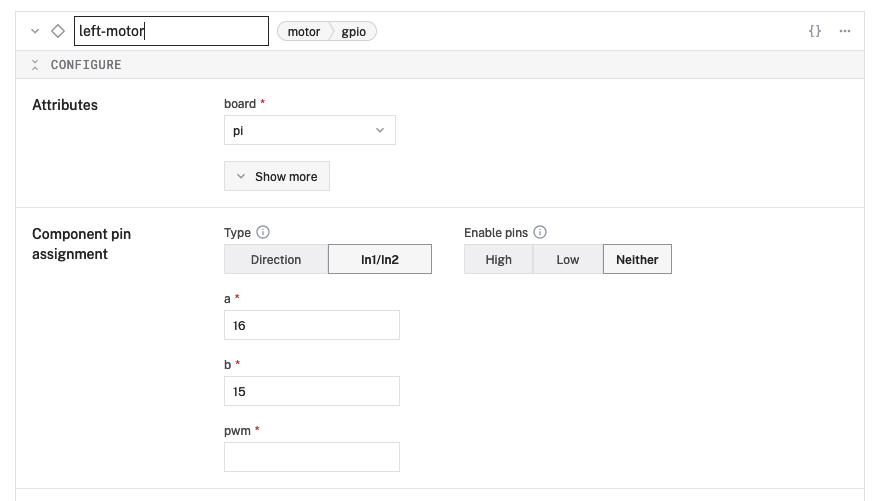 left-motor motor gpio {} ...
CONFIGURE
Attributes
board *
pi
Show more
Component pin
assignment
Type Enable pins
Direction In1/In2 High Low Neither
a *
16
b *
15
pwm *